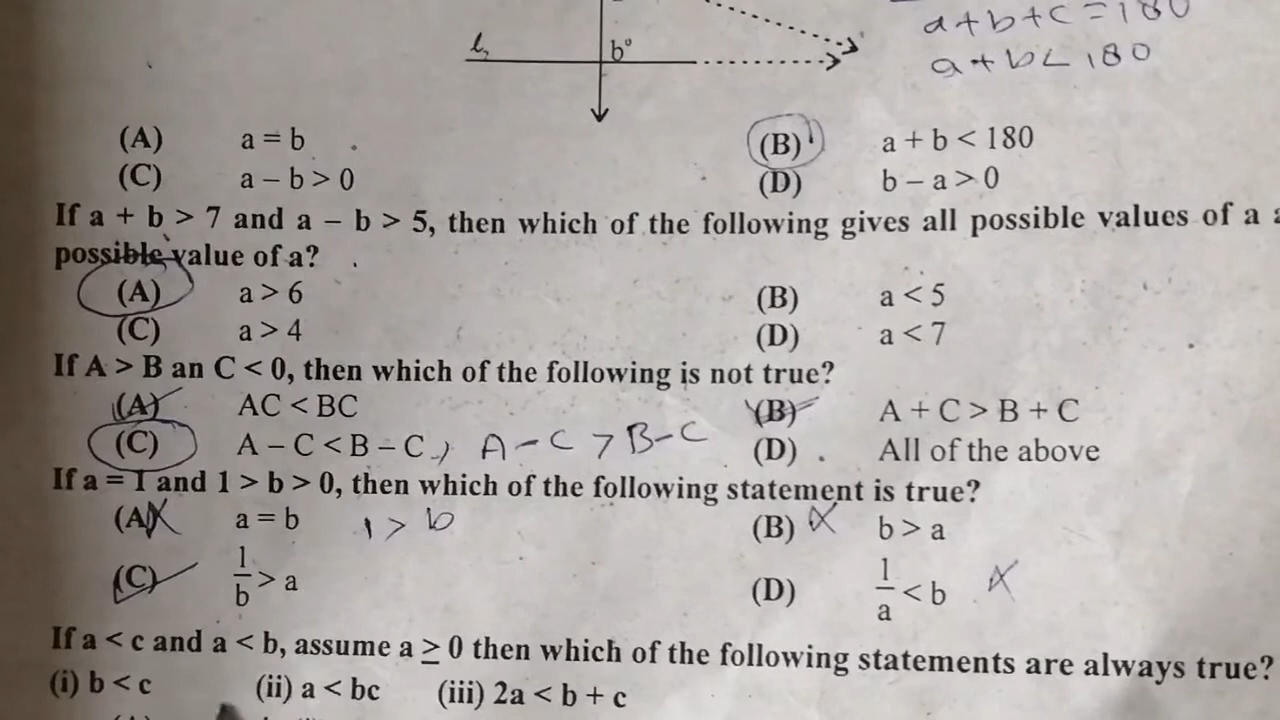 a+b+c=180
l, b°
a+b<180
(A) a = b (B) a + b < 180
(C) a − b > 0 (D) b − a > 0
If a + b > 7 and a − b > 5, then which of the following gives all possible values of a
possible value of a?
(A) a > 6 (B) a < 5
(C) a > 4 (D) a < 7
If A > B an C < 0, then which of the following is not true?
(A) AC < BC (B) A + C > B + C
(C) A − C < B − C, A−C > B−C (D) . All of the above
If a = 1 and 1 > b > 0, then which of the following statement is true?
(A) a = b 1 > b (B) b > a
(C) 1/b > a (D) 1/a < b
If a < c and a < b, assume a ≥ 0 then which of the following statements are always true?
(i) b < c (ii) a < bc (iii) 2a < b + c